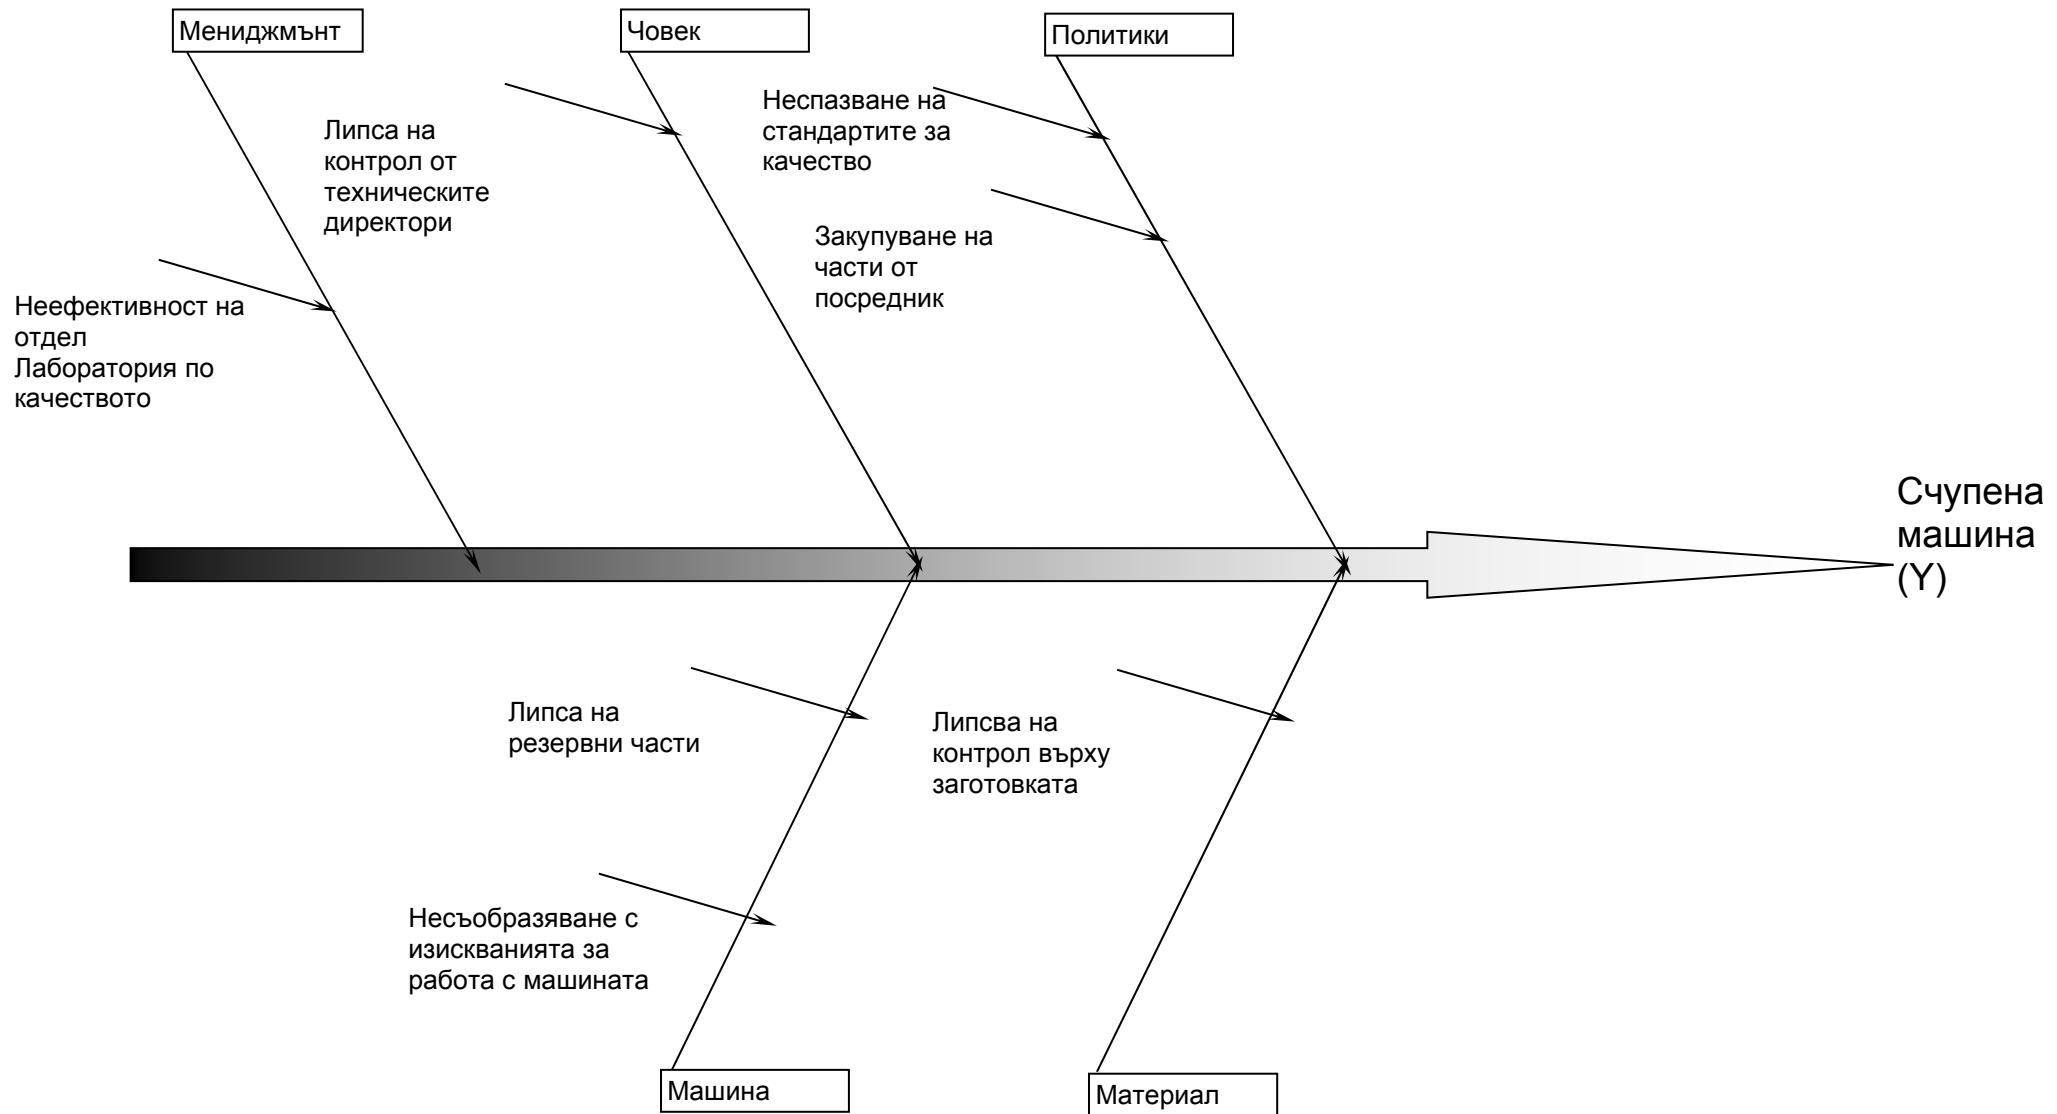 Мениджмънт
Човек
Политики
Липса на
контрол от
техническите
директори
Неспазване на
стандартите за
качество
Закупуване на
части от
посредник
Неефективност на
отдел
Лаборатория по
качеството
Счупена
машина
(Y)
Липса на
резервни части
Липсва на
контрол върху
заготовката
Несъобразяване с
изискванията за
работа с машината
Машина
Материал